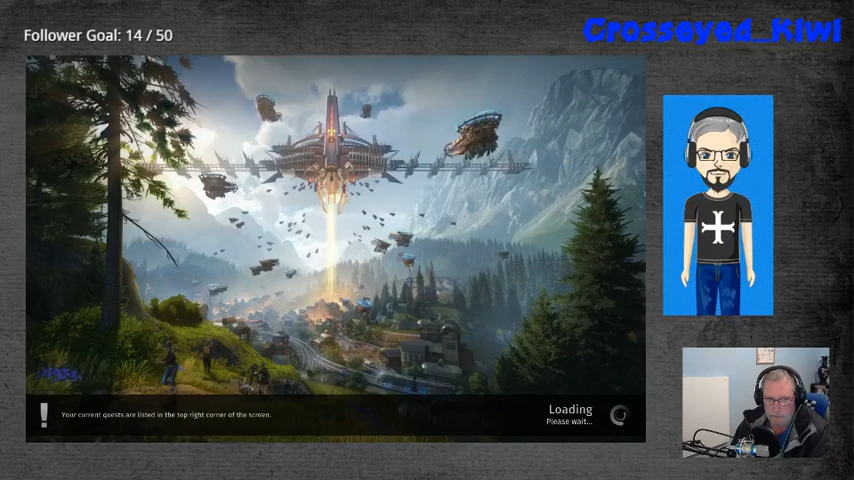 Follower Goal: 14 / 50
Crosseyed_Kiwi
Your current quests are listed in the top right corner of the screen.
Loading
Please wait...